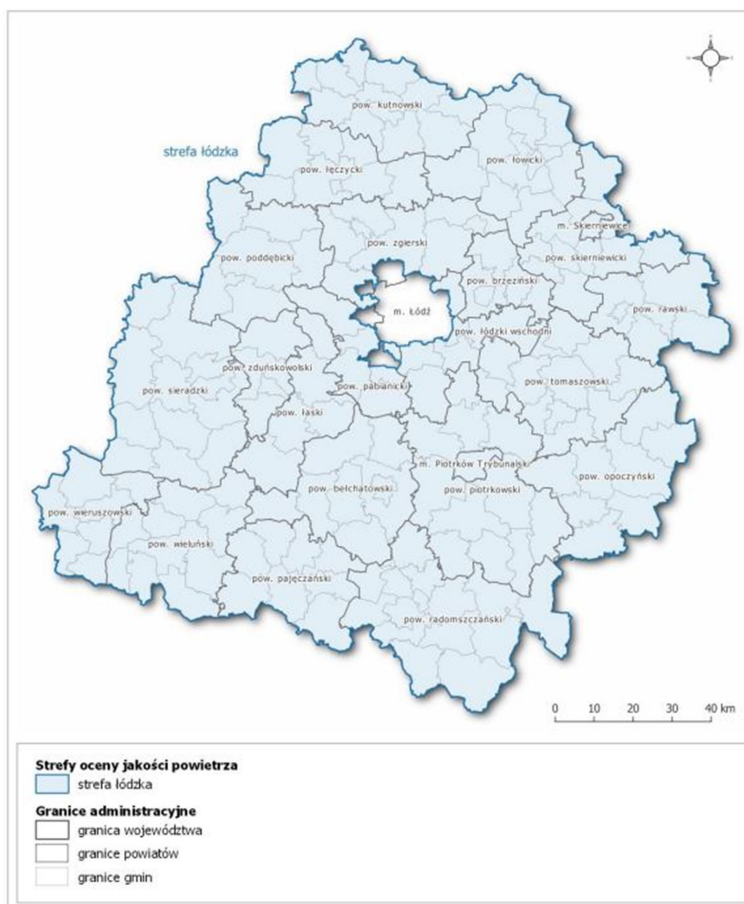 pow. kutnowski
strefa łódzka
pow. łowicki
pow. łęczycki
m. Skierniewice
pow. zgierski
pow. poddębicki
pow. skierniewicki
pow. brzeziński
m. Łódź
pow. rawski
pow. łódzki wschodni
pow. zduńskowolski
pow. pabianicki
pow. tomaszowski
pow. sieradzki
pow. łaski
m. Piotrków Trybunalski
pow. opoczyński
pow. bełchatowski
pow. piotrkowski
pow. wieruszowski
pow. wieluński
pow. pajęczański
pow. radomszczański
0 10 20 30 40 km
Strefy oceny jakości powietrza
strefa łódzka
Granice administracyjne
granica województwa
granice powiatów
granice gmin